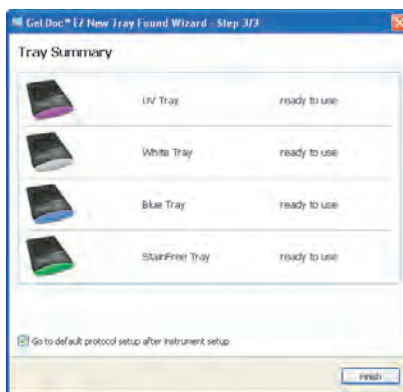 Gel Doc™ EZ New Tray Found Wizard - Step 3/3
Tray Summary
UV Tray ready to use
White Tray ready to use
Blue Tray ready to use
StainFree Tray ready to use
Go to default protocol setup after instrument setup
Finish